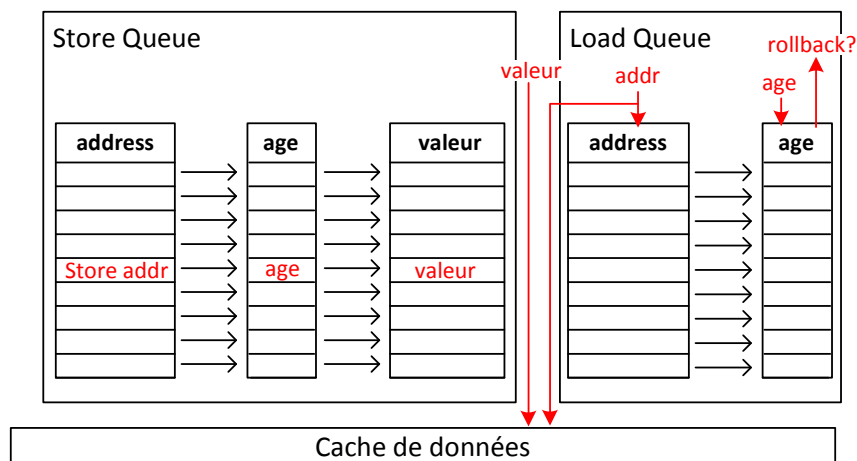 Store Queue
Load Queue
rollback?
valeur
addr
age
address
age
valeur
address
age
Store addr
age
valeur
Cache de données